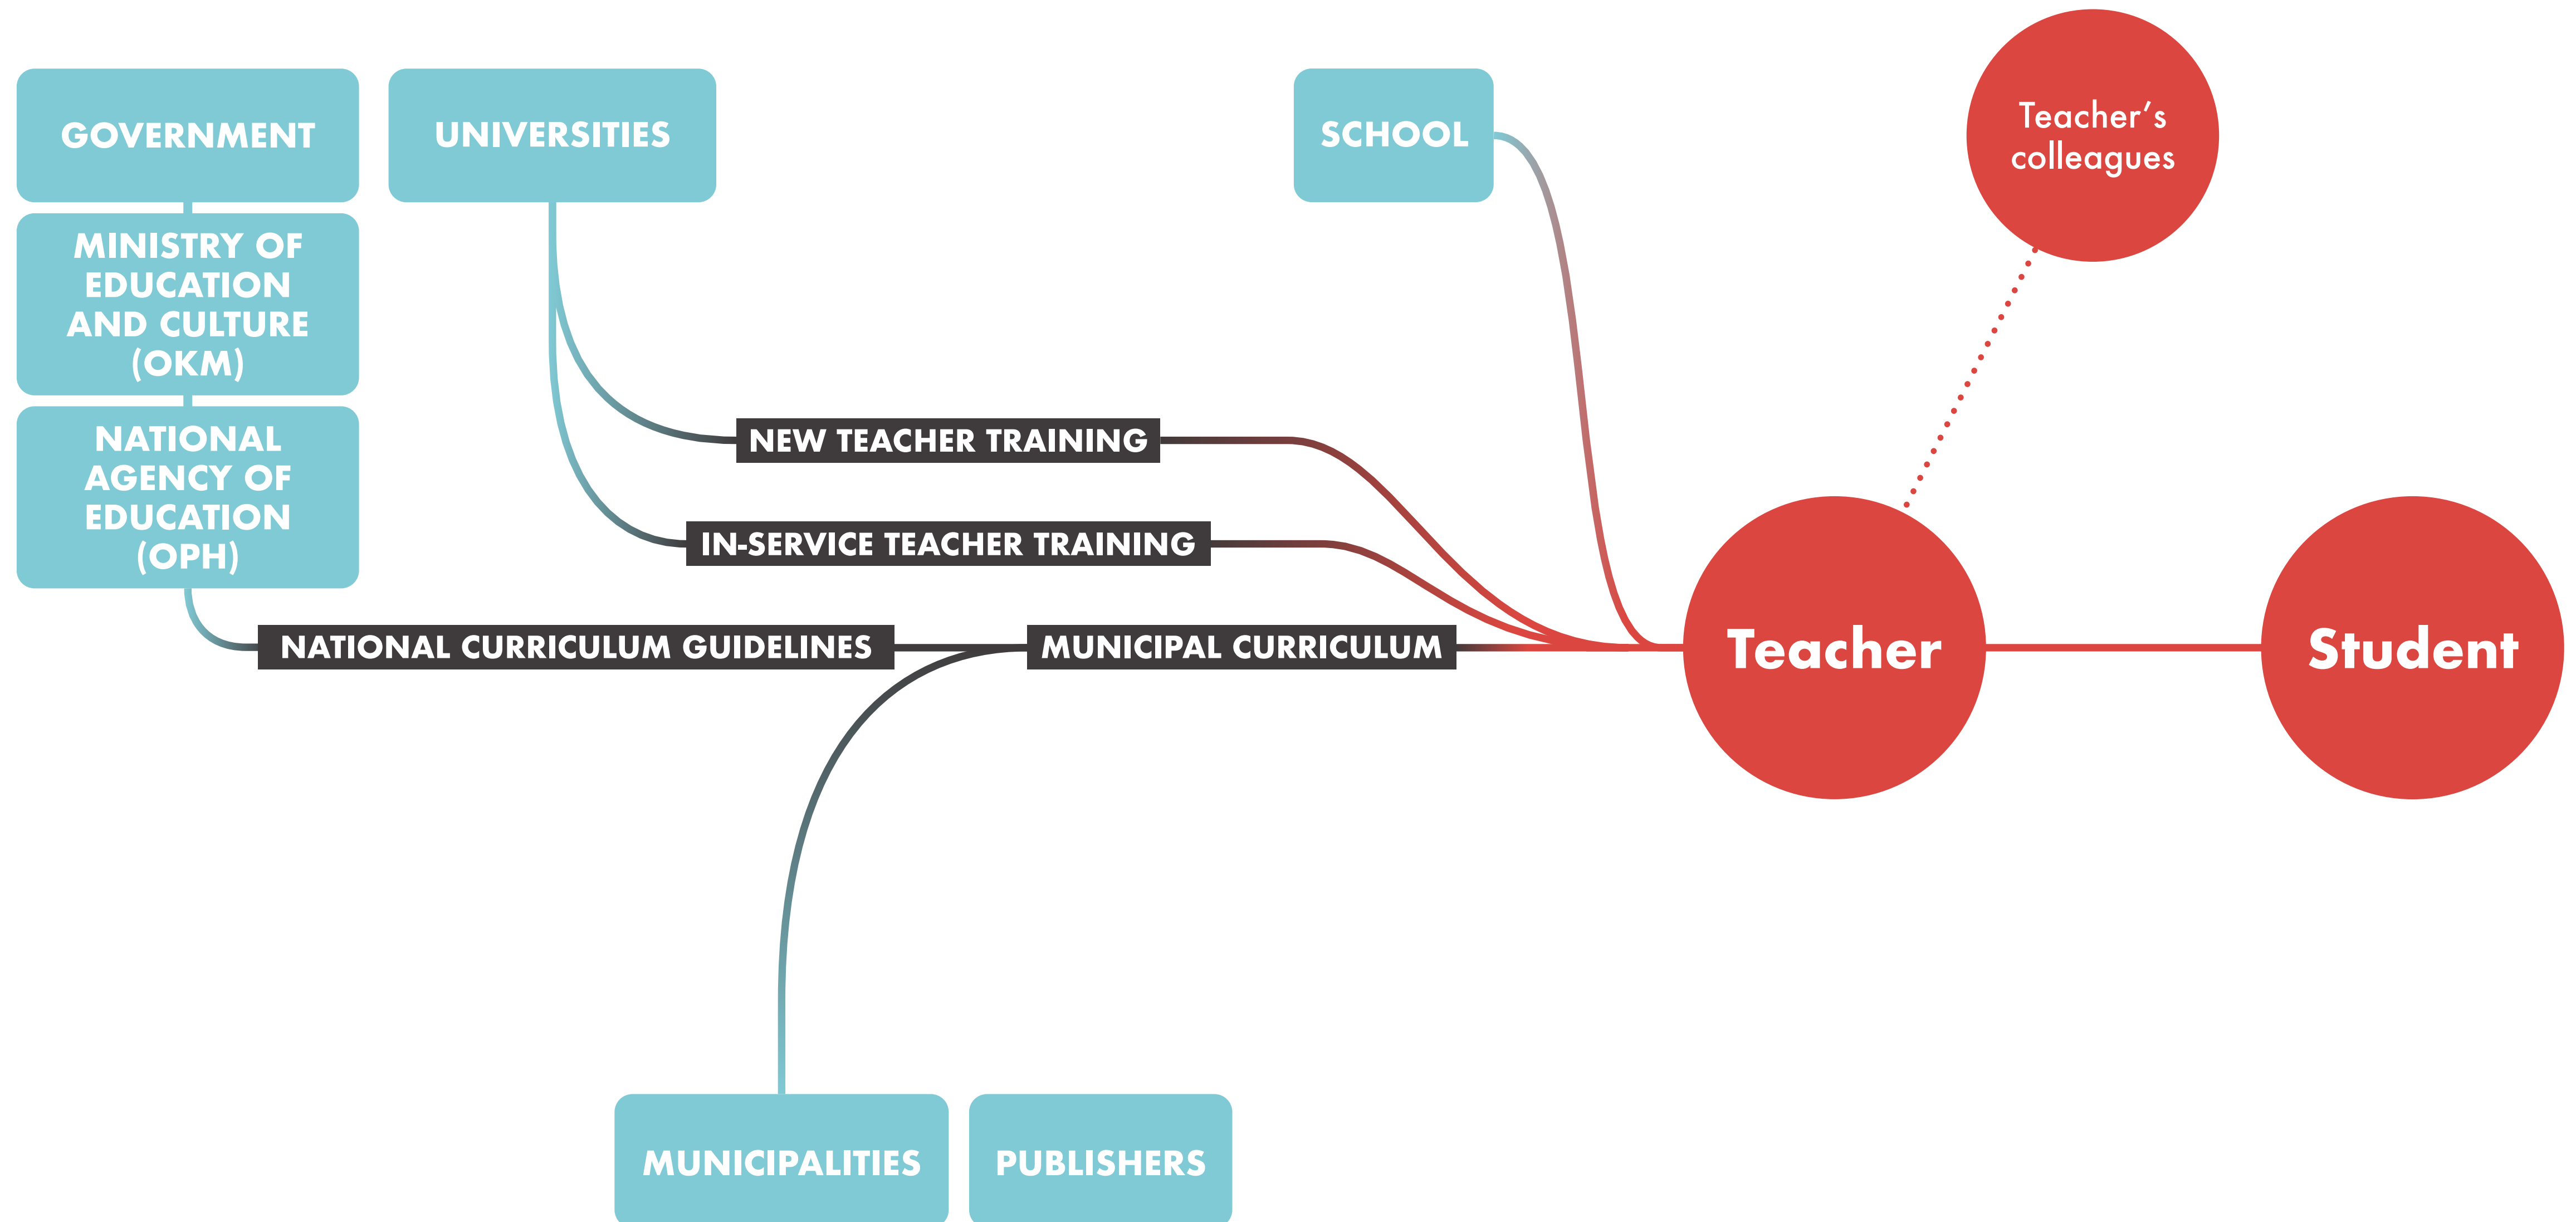 GOVERNMENT
UNIVERSITIES
SCHOOL
Teacher’s
colleagues
MINISTRY OF
EDUCATION
AND CULTURE
(OKM)
NATIONAL
AGENCY OF
EDUCATION
(OPH)
NEW TEACHER TRAINING
IN-SERVICE TEACHER TRAINING
NATIONAL CURRICULUM GUIDELINES
MUNICIPAL CURRICULUM
Teacher
Student
MUNICIPALITIES
PUBLISHERS